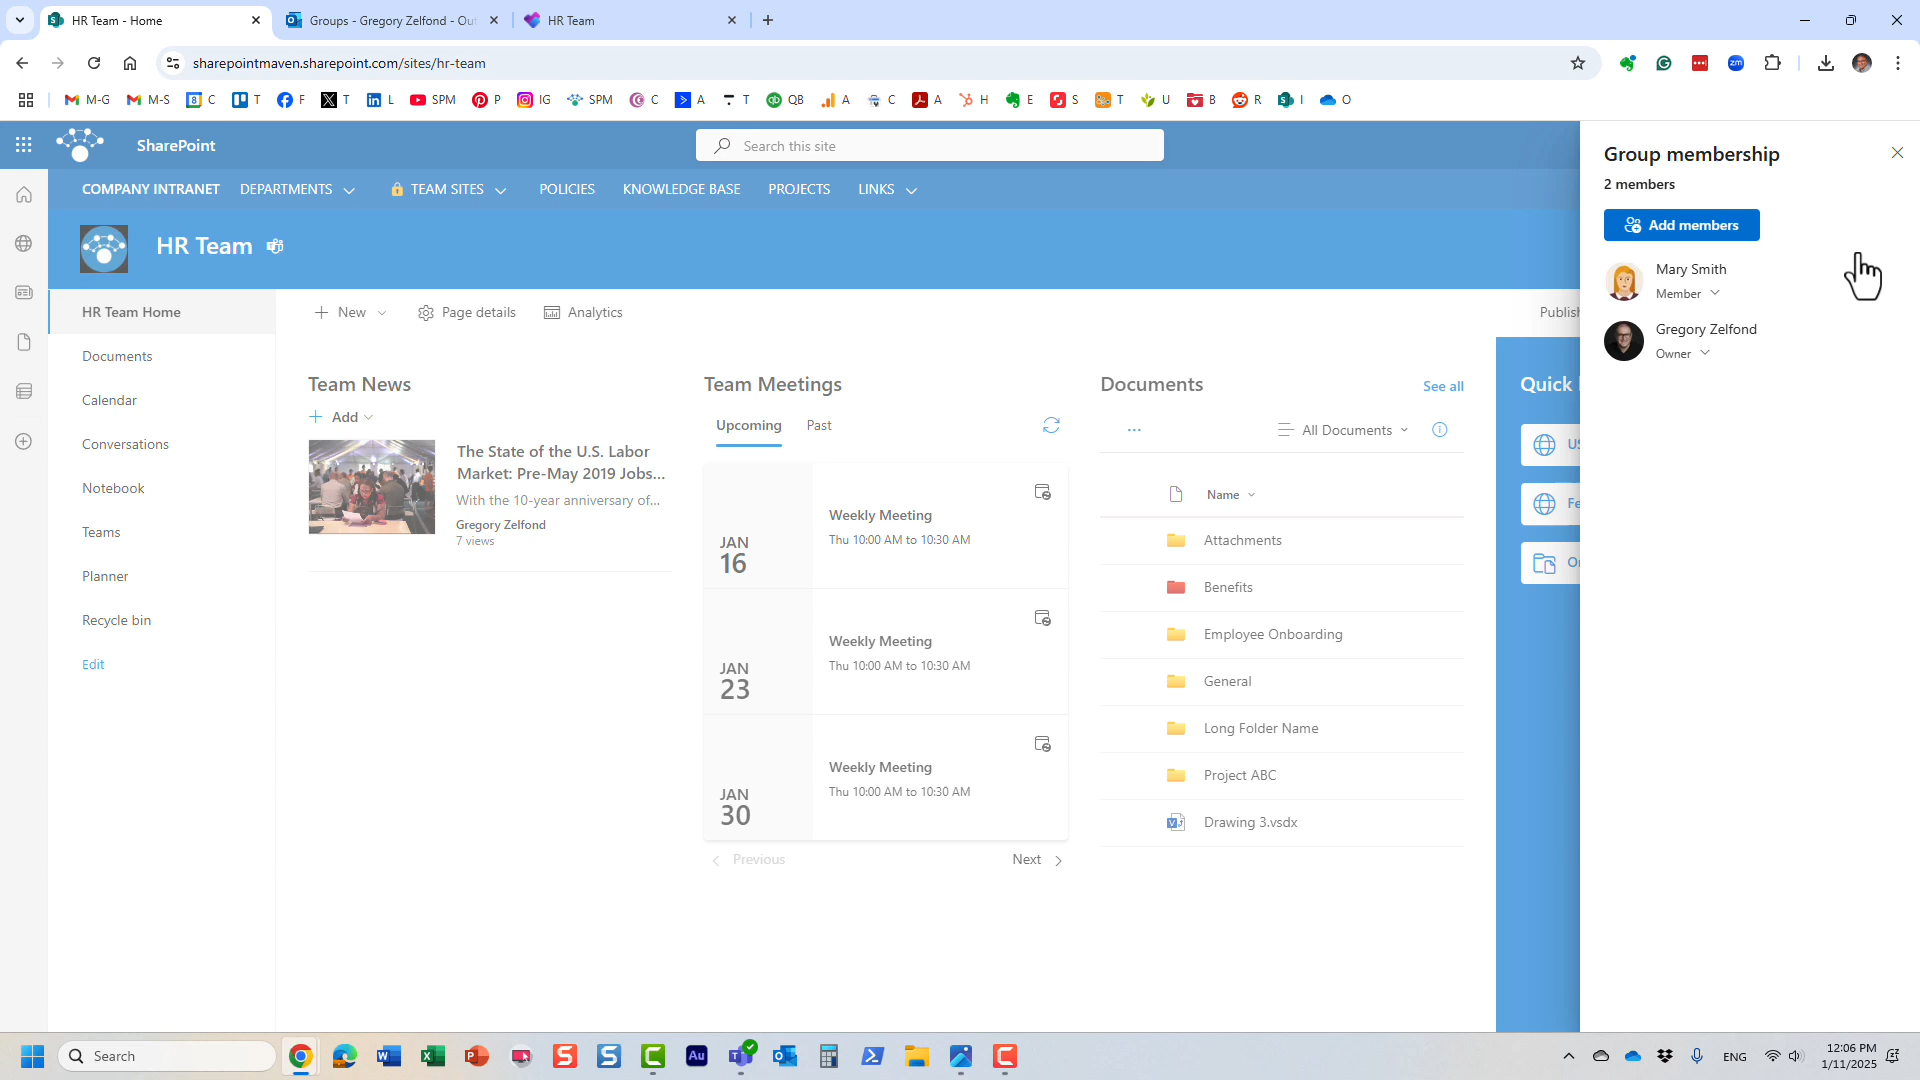 HR Team - Home
Groups - Gregory Zelfond - Out
HR Team
sharepointmaven.sharepoint.com/sites/hr-team
M-G
M-S
C
T
F
T
L
SPM
P
IG
SPM
C
A
T
QB
A
C
A
H
E
S
T
U
B
R
I
O
SharePoint
Search this site
COMPANY INTRANET
DEPARTMENTS
TEAM SITES
POLICIES
KNOWLEDGE BASE
PROJECTS
LINKS
HR Team
HR Team Home
Documents
Calendar
Conversations
Notebook
Teams
Planner
Recycle bin
Edit
New
Page details
Analytics
Team News
Add
The State of the U.S. Labor
Market: Pre-May 2019 Jobs...
With the 10-year anniversary of...
Gregory Zelfond
7 views
Team Meetings
Upcoming
Past
JAN
16
Weekly Meeting
Thu 10:00 AM to 10:30 AM
JAN
23
Weekly Meeting
Thu 10:00 AM to 10:30 AM
JAN
30
Weekly Meeting
Thu 10:00 AM to 10:30 AM
Previous
Next
Documents
See all
All Documents
Name
Attachments
Benefits
Employee Onboarding
General
Long Folder Name
Project ABC
Drawing 3.vsdx
Quick
Group membership
2 members
Add members
Mary Smith
Member
Gregory Zelfond
Owner
Search
ENG
12:06 PM
1/11/2025